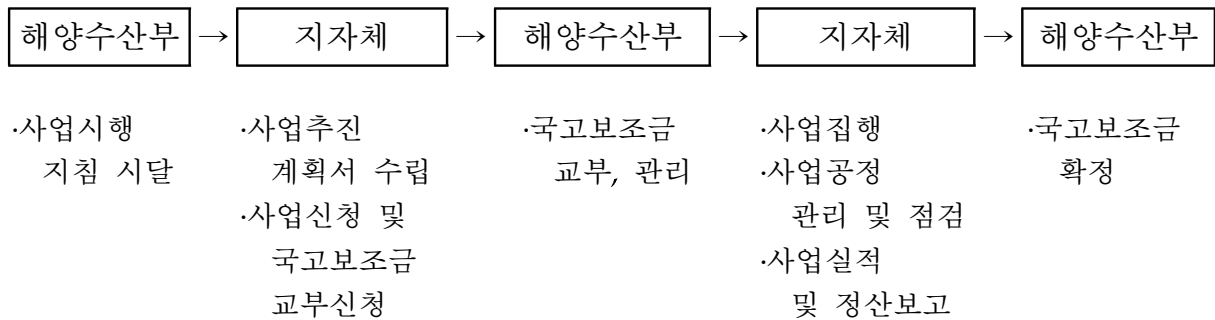 해양수산부 → 지자체 → 해양수산부 → 지자체 → 해양수산부
·사업시행
지침 시달
·사업추진
계획서 수립
·사업신청 및
국고보조금
교부신청
·국고보조금
교부, 관리
·사업집행
·사업공정
관리 및 점검
·사업실적
및 정산보고
·국고보조금
확정